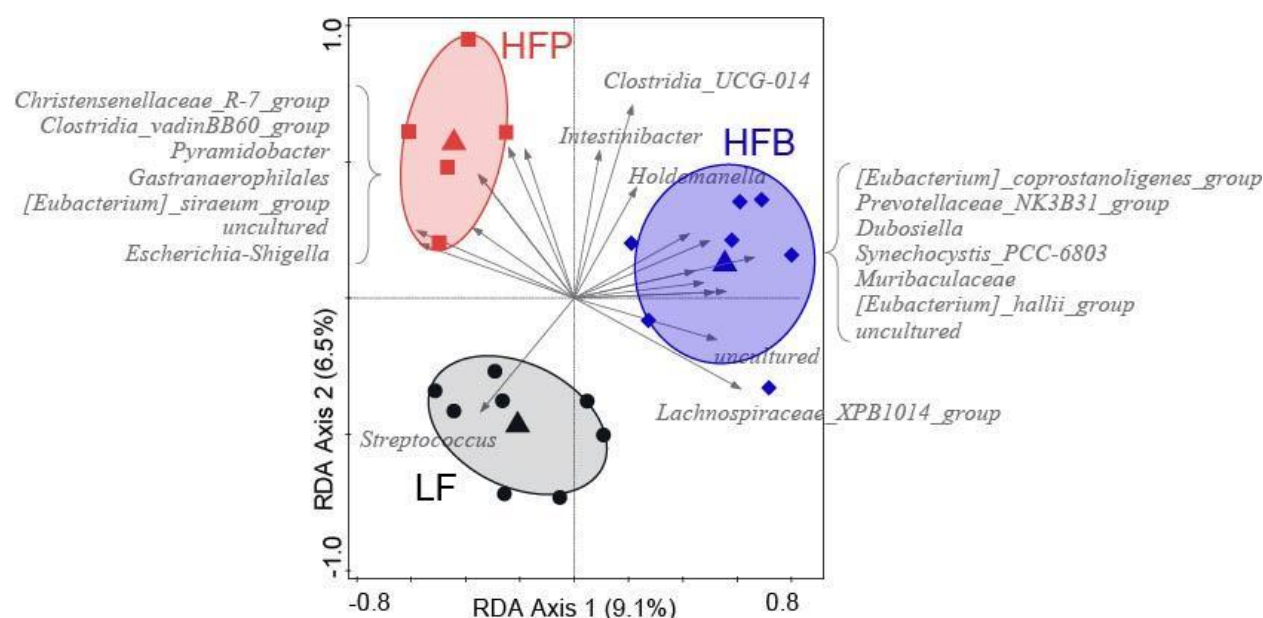 1.0
HFP
Clostridia_UCG-014
Christensenellaceae_R-7_group
Clostridia_vadinBB60_group
Pyramidobacter
Gastranaerophilales
[Eubacterium]_siraeum_group
uncultured
Escherichia-Shigella
Intestinibacter
HFB
Holdemanella
[Eubacterium]_coprostanoligenes_group
Prevotellaceae_NK3B31_group
Dubosiella
Synechocystis_PCC-6803
Muribaculaceae
[Eubacterium]_hallii_group
uncultured
uncultured
Lachnospiraceae_XPB1014_group
Streptococcus
LF
RDA Axis 2 (6.5%)
-1.0
-0.8
RDA Axis 1 (9.1%)
0.8